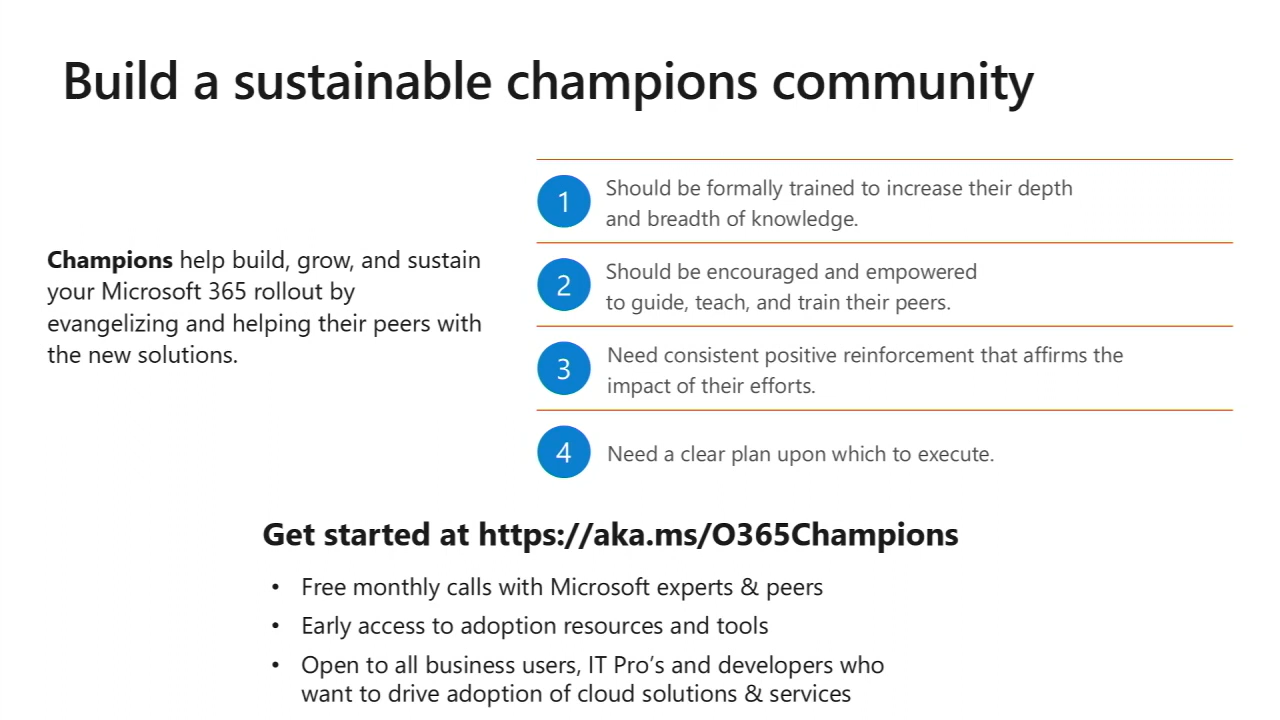 Build a sustainable champions community
Champions help build, grow, and sustain
your Microsoft 365 rollout by
evangelizing and helping their peers with
the new solutions.
1
Should be formally trained to increase their depth
and breadth of knowledge.
2
Should be encouraged and empowered
to guide, teach, and train their peers.
3
Need consistent positive reinforcement that affirms the
impact of their efforts.
4
Need a clear plan upon which to execute.
Get started at https://aka.ms/O365Champions
• Free monthly calls with Microsoft experts & peers
• Early access to adoption resources and tools
• Open to all business users, IT Pro’s and developers who
want to drive adoption of cloud solutions & services